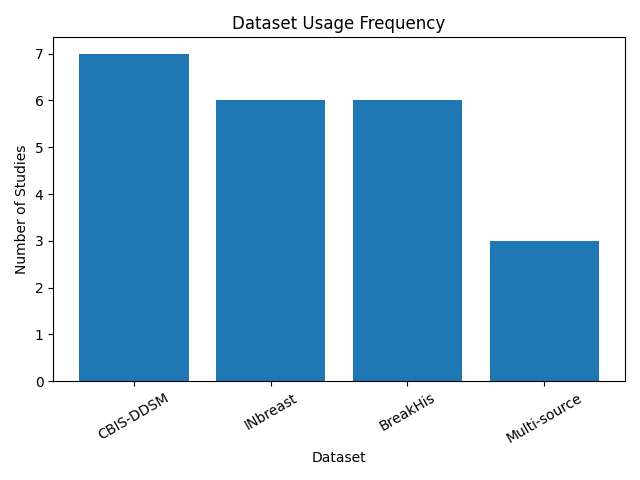 Dataset Usage Frequency
Number of Studies
7
6
5
4
3
2
1
0
CBIS-DDSM
INbreast
BreakHis
Multi-source
Dataset